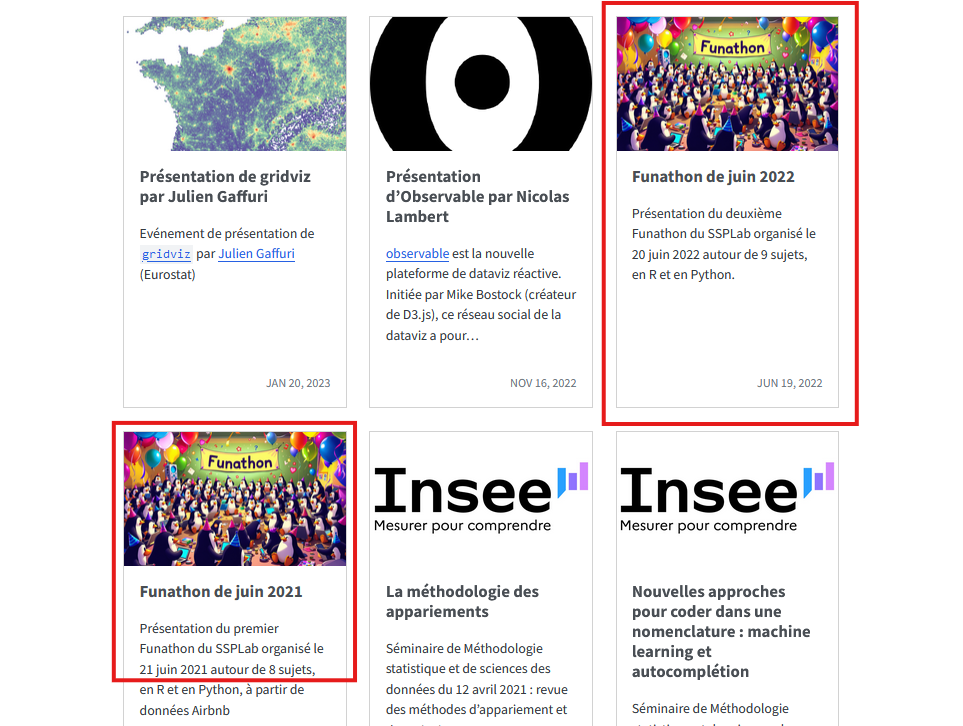 Funathon
Présentation de gridviz
par Julien Gaffuri
Evénement de présentation de
gridviz par Julien Gaffuri
(Eurostat)
JAN 20, 2023
Présentation
d’Observable par Nicolas
Lambert
observable est la nouvelle
plateforme de dataviz réactive.
Initiée par Mike Bostock (créateur
de D3.js), ce réseau social de la
dataviz a pour…
NOV 16, 2022
Funathon de juin 2022
Présentation du deuxième
Funathon du SSPLab organisé le
20 juin 2022 autour de 9 sujets,
en R et en Python.
JUN 19, 2022
Funathon
Funathon de juin 2021
Présentation du premier
Funathon du SSPLab organisé le
21 juin 2021 autour de 8 sujets,
en R et en Python, à partir de
données Airbnb
Insee
Mesurer pour comprendre
La méthodologie des
appariements
Séminaire de Méthodologie
statistique et de sciences des
données du 12 avril 2021 : revue
des méthodes d’appariement et
Insee
Mesurer pour comprendre
Nouvelles approches
pour coder dans une
nomenclature : machine
learning et
autocomplétion
Séminaire de Méthodologie